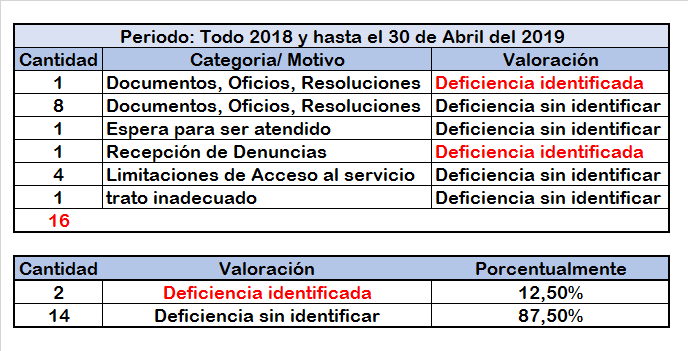 Periodo: Todo 2018 y hasta el 30 de Abril del 2019
Cantidad Categoria/ Motivo Valoración
1 Documentos, Oficios, Resoluciones Deficiencia identificada
8 Documentos, Oficios, Resoluciones Deficiencia sin identificar
1 Espera para ser atendido Deficiencia sin identificar
1 Recepción de Denuncias Deficiencia identificada
4 Limitaciones de Acceso al servicio Deficiencia sin identificar
1 trato inadecuado Deficiencia sin identificar
16
Cantidad Valoración Porcentualmente
2 Deficiencia identificada 12,50%
14 Deficiencia sin identificar 87,50%